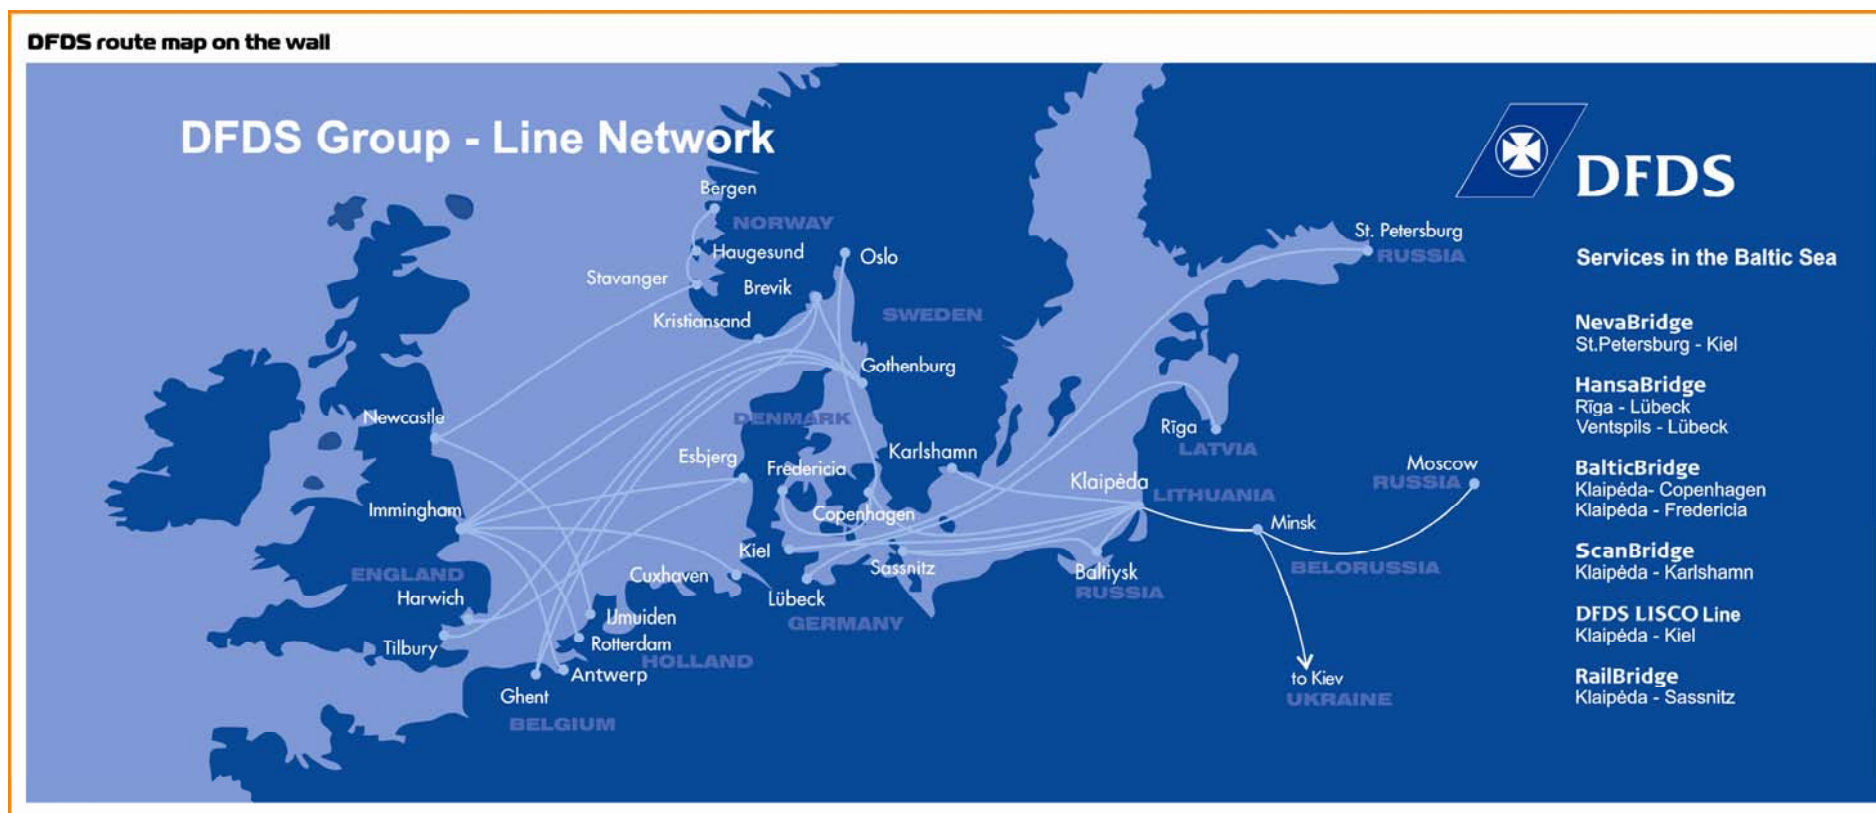 DFDS route map on the wall
DFDS Group - Line Network
DFDS
Services in the Baltic Sea
NevaBridge
St.Petersburg - Kiel
HansaBridge
Rīga - Lübeck
Ventspils - Lübeck
BalticBridge
Klaipėda- Copenhagen
Klaipėda - Fredericia
ScanBridge
Klaipėda - Karlshamn
DFDS LISCO Line
Klaipėda - Kiel
RailBridge
Klaipėda - Sassnitz
Bergen
NORWAY
Haugesund
Oslo
Stavanger
Brevik
Kristiansand
SWEDEN
St. Petersburg
RUSSIA
Gothenburg
Newcastle
DENMARK
Esbjerg
Fredericia
Karlshamn
Rīga
LATVIA
Klaipėda
LITHUANIA
Moscow
RUSSIA
Immingham
Copenhagen
Minsk
Kiel
Sassnitz
Baltiysk
RUSSIA
BELORUSSIA
ENGLAND
Cuxhaven
Harwich
Lübeck
GERMANY
IJmuiden
Tilbury
Rotterdam
HOLLAND
Antwerp
Ghent
BELGIUM
to Kiev
UKRAINE